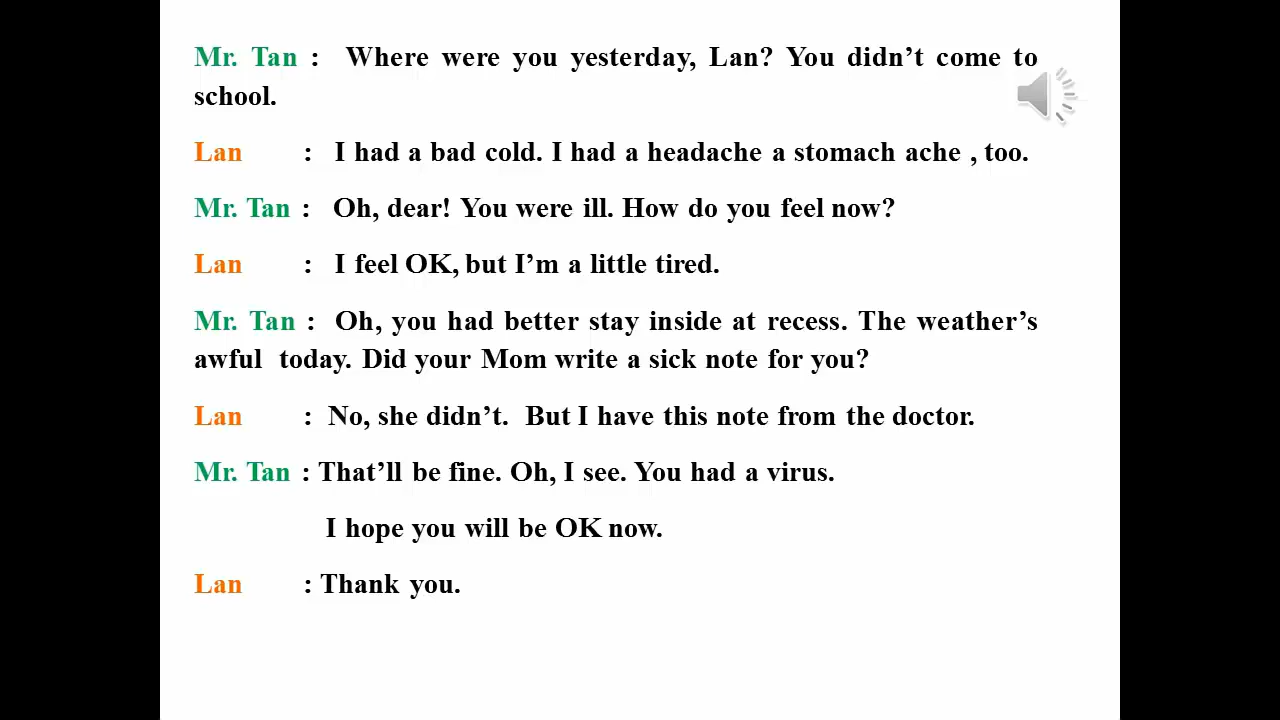 Mr. Tan : Where were you yesterday, Lan? You didn’t come to
school.
Lan : I had a bad cold. I had a headache a stomach ache , too.
Mr. Tan : Oh, dear! You were ill. How do you feel now?
Lan : I feel OK, but I’m a little tired.
Mr. Tan : Oh, you had better stay inside at recess. The weather’s
awful today. Did your Mom write a sick note for you?
Lan : No, she didn’t. But I have this note from the doctor.
Mr. Tan : That’ll be fine. Oh, I see. You had a virus.
I hope you will be OK now.
Lan : Thank you.